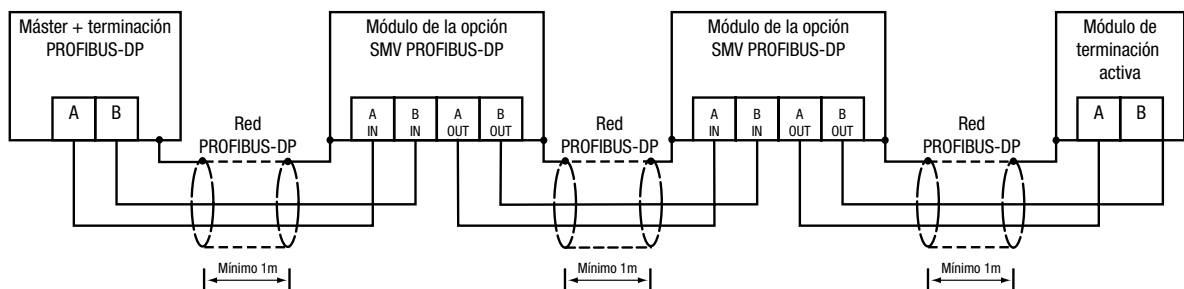 Máster + terminación
PROFIBUS-DP
A B
Red
PROFIBUS-DP
Mínimo 1m
Módulo de la opción
SMV PROFIBUS-DP
A
IN
B
IN
A
OUT
B
OUT
Red
PROFIBUS-DP
Mínimo 1m
Módulo de la opción
SMV PROFIBUS-DP
A
IN
B
IN
A
OUT
B
OUT
Red
PROFIBUS-DP
Mínimo 1m
Módulo de
terminación
activa
A B